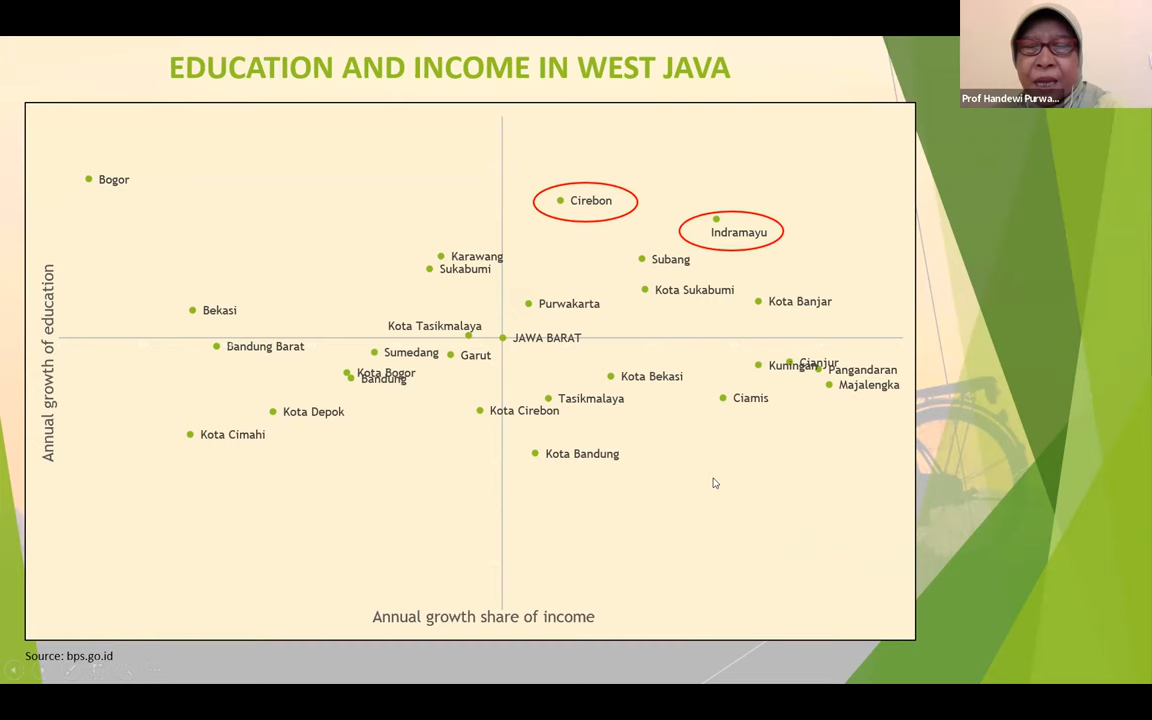 EDUCATION AND INCOME IN WEST JAVA
Prof Handewi Purwa...
Bogor
Cirebon
Indramayu
Karawang
Sukabumi
Subang
Kota Sukabumi
Kota Banjar
Purwakarta
Bekasi
Kota Tasikmalaya
JAWA BARAT
Bandung Barat
Sumedang
Garut
Kota Bogor
Bandung
Kota Bekasi
Kuningan
Cianjur
Pangandaran
Majalengka
Kota Depok
Kota Cirebon
Tasikmalaya
Ciamis
Kota Cimahi
Kota Bandung
Annual growth of education
Annual growth share of income
Source: bps.go.id